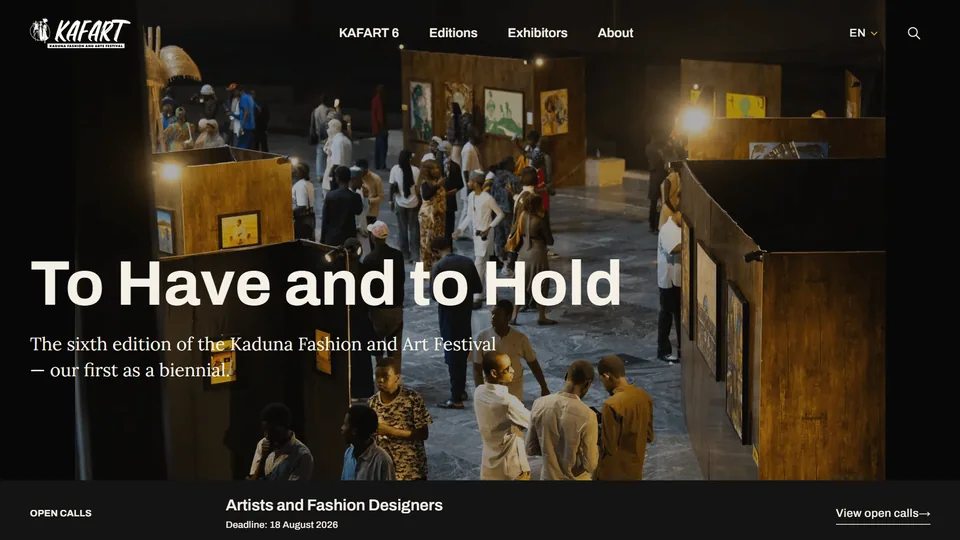 KAFART
KADUNA FASHION AND ARTS FESTIVAL
KAFART 6
Editions
Exhibitors
About
EN
To Have and to Hold
The sixth edition of the Kaduna Fashion and Art Festival
— our first as a biennial.
OPEN CALLS
Artists and Fashion Designers
Deadline: 18 August 2026
View open calls→